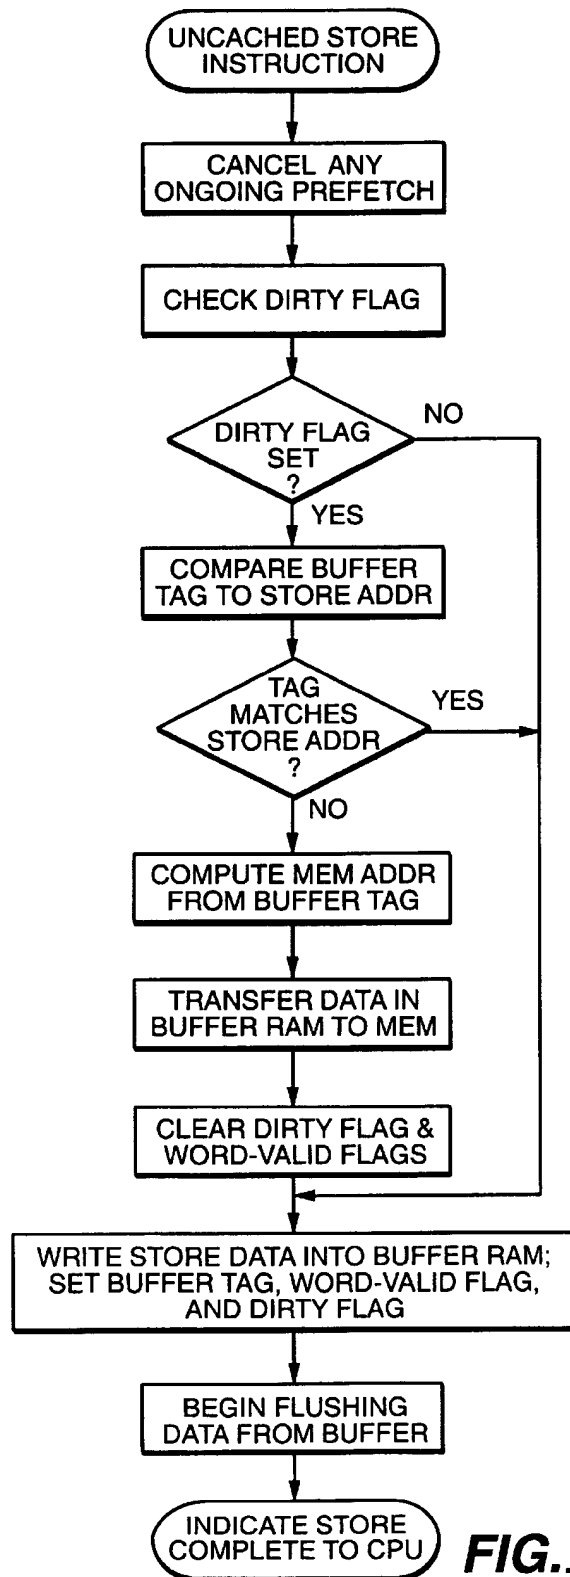 UNCACHED STORE
INSTRUCTION
CANCEL ANY
ONGOING PREFETCH
CHECK DIRTY FLAG
DIRTY FLAG
SET
?
NO
YES
COMPARE BUFFER
TAG TO STORE ADDR
TAG
MATCHES
STORE ADDR
?
YES
NO
COMPUTE MEM ADDR
FROM BUFFER TAG
TRANSFER DATA IN
BUFFER RAM TO MEM
CLEAR DIRTY FLAG &
WORD-VALID FLAGS
WRITE STORE DATA INTO BUFFER RAM;
SET BUFFER TAG, WORD-VALID FLAG,
AND DIRTY FLAG
BEGIN FLUSHING
DATA FROM BUFFER
INDICATE STORE
COMPLETE TO CPU
FIG..